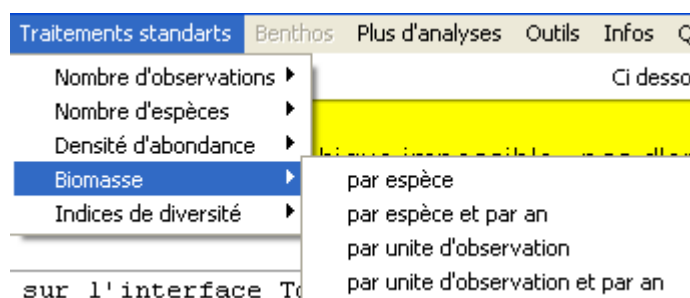 Traitements standarts Benthos Plus d'analyses Outils Infos
Nombre d'observations Ci desso
Nombre d'espèces
Densité d'abondance
Biomasse par espèce
Indices de diversité par espèce et par an
par unite d'observation
sur l'interface To par unite d'observation et par an